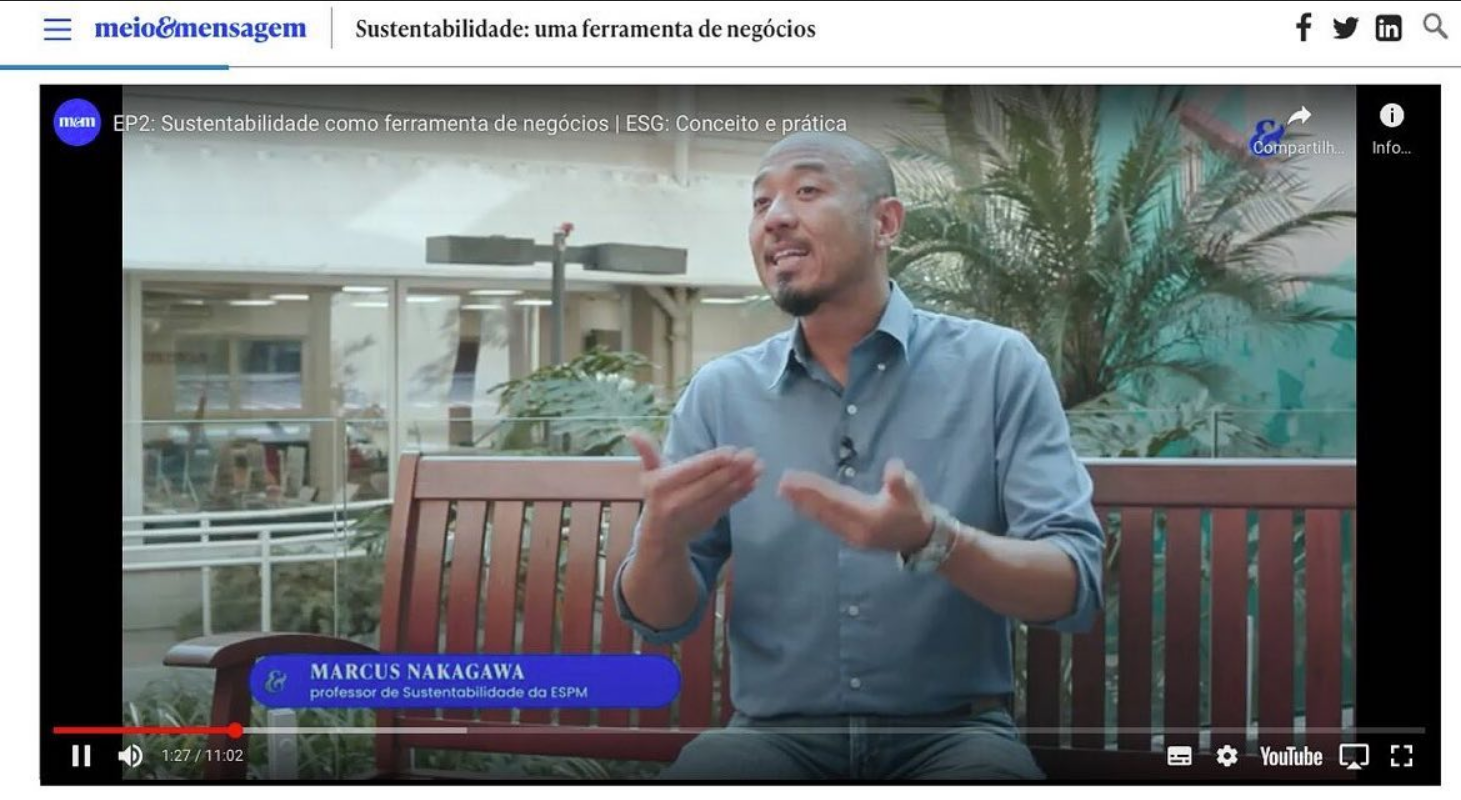 meio&mensagem
Sustentabilidade: uma ferramenta de negócios
in
m&m
EP2: Sustentabilidade como ferramenta de negócios | ESG: Conceito e prática
&
Compartilh...
Info...
& MARCUS NAKAGAWA
professor de Sustentabilidade da ESPM
1:27 / 11:02
YouTube